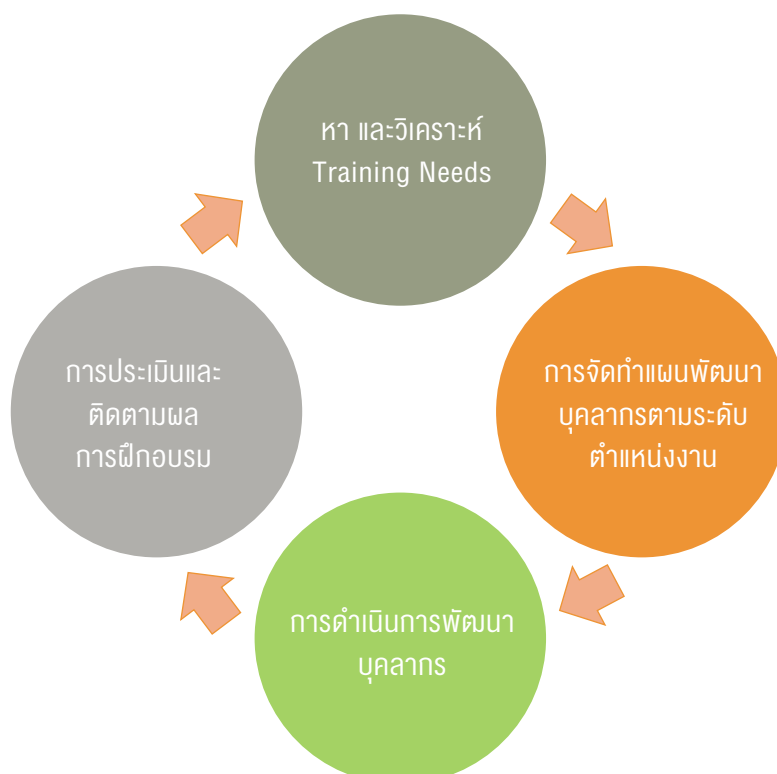 หา และวิเคราะห์
Training Needs
การจัดทำแผนพัฒนา
บุคลากรตามระดับ
ตำแหน่งงาน
การดำเนินการพัฒนา
บุคลากร
การประเมินและ
ติดตามผล
การฝึกอบรม